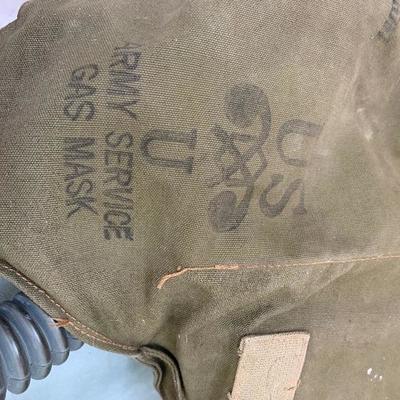 US
U
ARMY SERVICE
GAS MASK